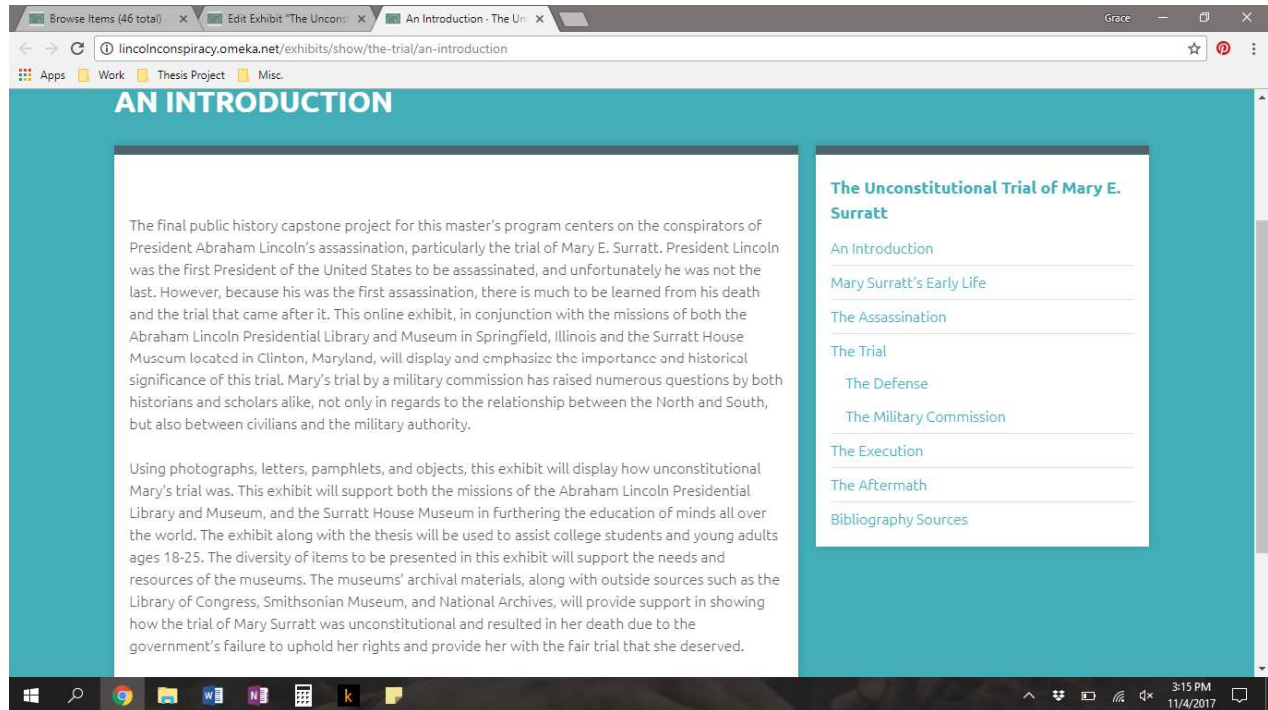 Browse Items (46 total)
Edit Exhibit "The Uncons
An Introduction · The Un
Grace
lincolnconspiracy.omeka.net/exhibits/show/the-trial/an-introduction
Apps Work Thesis Project Misc.
AN INTRODUCTION
The final public history capstone project for this master's program centers on the conspirators of
President Abraham Lincoln's assassination, particularly the trial of Mary E. Surratt. President Lincoln
was the first President of the United States to be assassinated, and unfortunately he was not the
last. However, because his was the first assassination, there is much to be learned from his death
and the trial that came after it. This online exhibit, in conjunction with the missions of both the
Abraham Lincoln Presidential Library and Museum in Springfield, Illinois and the Surratt House
Museum located in Clinton, Maryland, will display and emphasize the importance and historical
significance of this trial. Mary's trial by a military commission has raised numerous questions by both
historians and scholars alike, not only in regards to the relationship between the North and South,
but also between civilians and the military authority.
Using photographs, letters, pamphlets, and objects, this exhibit will display how unconstitutional
Mary's trial was. This exhibit will support both the missions of the Abraham Lincoln Presidential
Library and Museum, and the Surratt House Museum in furthering the education of minds all over
the world. The exhibit along with the thesis will be used to assist college students and young adults
ages 18-25. The diversity of items to be presented in this exhibit will support the needs and
resources of the museums. The museums' archival materials, along with outside sources such as the
Library of Congress, Smithsonian Museum, and National Archives, will provide support in showing
how the trial of Mary Surratt was unconstitutional and resulted in her death due to the
government's failure to uphold her rights and provide her with the fair trial that she deserved.
The Unconstitutional Trial of Mary E.
Surratt
An Introduction
Mary Surratt's Early Life
The Assassination
The Trial
The Defense
The Military Commission
The Execution
The Aftermath
Bibliography Sources
k
3:15 PM
11/4/2017